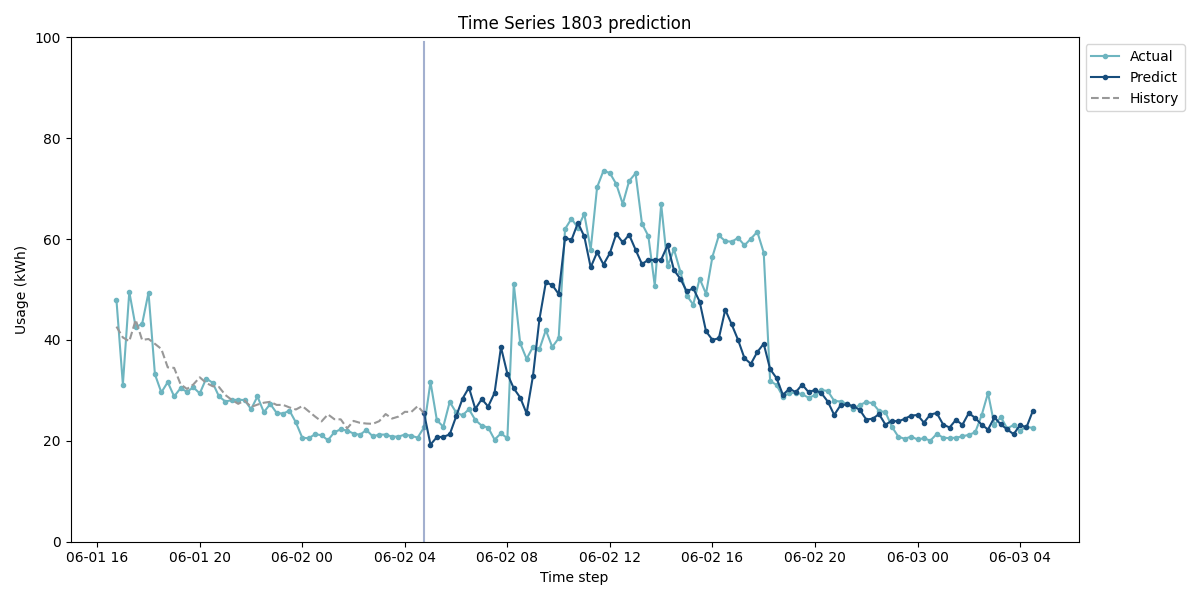 Time Series 1803 prediction
Usage (kWh)
100
80
60
40
20
0
06-01 16
06-01 20
06-02 00
06-02 04
06-02 08
06-02 12
06-02 16
06-02 20
06-03 00
06-03 04
Time step
Actual
Predict
History